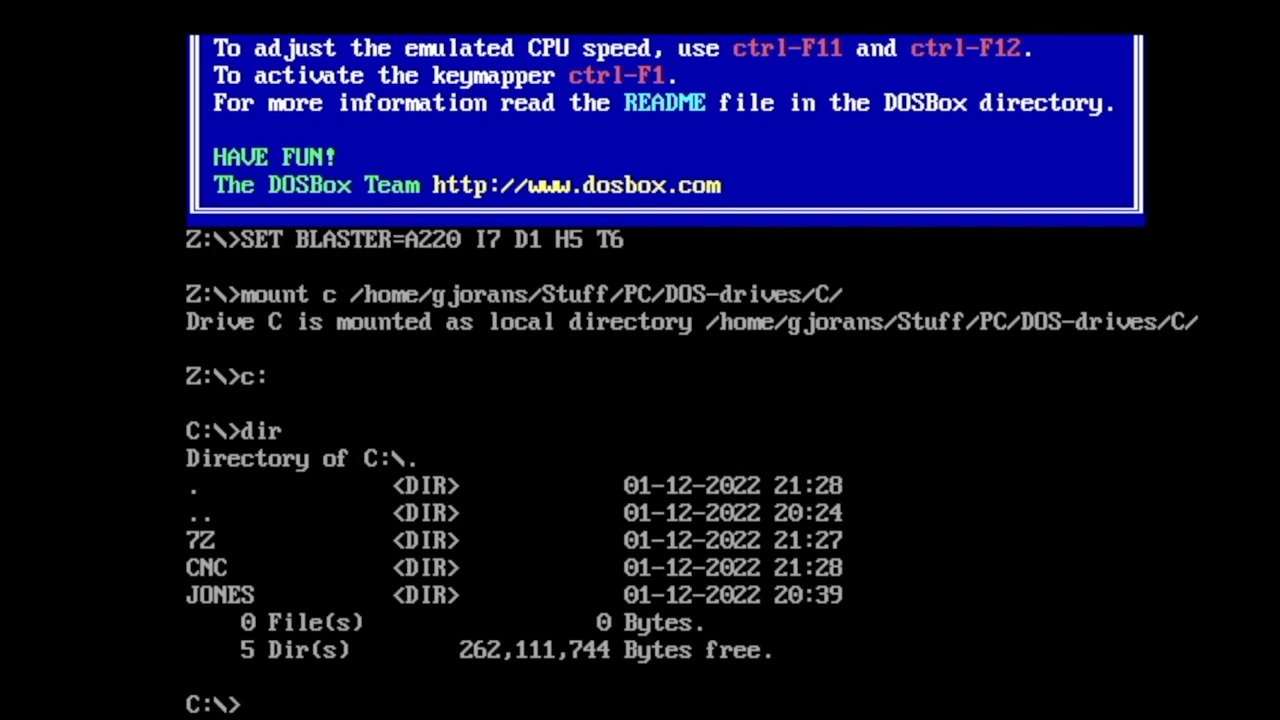 To adjust the emulated CPU speed, use ctrl-F11 and ctrl-F12.
To activate the keymapper ctrl-F1.
For more information read the README file in the DOSBox directory.
HAVE FUN!
The DOSBox Team http://www.dosbox.com
Z:\>SET BLASTER=A220 I7 D1 H5 T6
Z:\>mount c /home/gjorans/Stuff/PC/DOS-drives/C/
Drive C is mounted as local directory /home/gjorans/Stuff/PC/DOS-drives/C/
Z:\>c:
C:\>dir
Directory of C:\.
. <DIR> 01-12-2022 21:28
.. <DIR> 01-12-2022 20:24
7Z <DIR> 01-12-2022 21:27
CNC <DIR> 01-12-2022 21:28
JONES <DIR> 01-12-2022 20:39
0 File(s) 0 Bytes.
5 Dir(s) 262,111,744 Bytes free.
C:\>